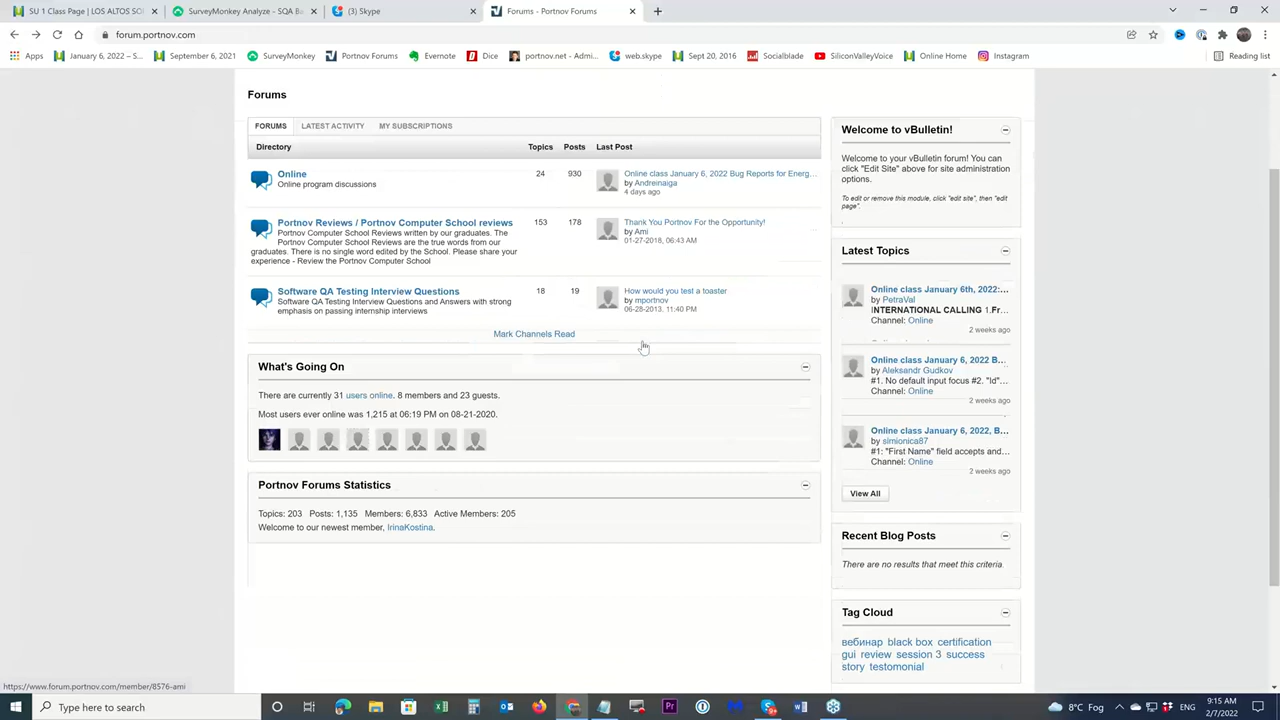 SU 1 Class Page | LOS ALTOS SC
SurveyMonkey Analyze - SQA B
(3) Skype
Forums - Portnov Forums
forum.portnov.com
Apps
January 6, 2022 – S...
September 6, 2021
SurveyMonkey
Portnov Forums
Evernote
Dice
portnov.net - Admi...
web.skype
Sept 20, 2016
Socialblade
SiliconValleyVoice
Online Home
Instagram
Reading list
Forums
FORUMS
LATEST ACTIVITY
MY SUBSCRIPTIONS
Directory
Topics
Posts
Last Post
Online
Online program discussions
24
930
Online class January 6, 2022 Bug Reports for Energ...
by Andreinaiga
4 days ago
Portnov Reviews / Portnov Computer School reviews
Portnov Computer School Reviews written by our graduates. The
Portnov Computer School Reviews are the true words from our
graduates. There is no single word edited by the School. Please share your
experience - Review the Portnov Computer School
153
178
Thank You Portnov For the Opportunity!
by Ami
01-27-2018, 06:43 AM
Software QA Testing Interview Questions
Software QA Testing Interview Questions and Answers with strong
emphasis on passing internship interviews
18
19
How would you test a toaster
by mportnov
06-28-2013, 11:40 PM
Mark Channels Read
What's Going On
There are currently 31 users online. 8 members and 23 guests.
Most users ever online was 1,215 at 06:19 PM on 08-21-2020.
Portnov Forums Statistics
Topics: 203 Posts: 1,135 Members: 6,833 Active Members: 205
Welcome to our newest member, IrinaKostina.
Welcome to vBulletin!
Welcome to your vBulletin forum! You can
click "Edit Site" above for site administration
options.
To edit or remove this module, click "edit site", then "edit
page".
Latest Topics
Online class January 6th, 2022:...
by PetraVal
INTERNATIONAL CALLING 1.Fr...
Channel: Online
2 weeks ago
Online class January 6, 2022 B...
by Aleksandr Gudkov
#1. No default input focus #2. "Id"...
Channel: Online
2 weeks ago
Online class January 6, 2022, B...
by simionica87
#1: "First Name" field accepts and...
Channel: Online
2 weeks ago
View All
Recent Blog Posts
There are no results that meet this criteria.
Tag Cloud
вебинар black box certification
gui review session 3 success
story testomonial
https://www.forum.portnov.com/member/8576-ami
Type here to search
8°C Fog
9:15 AM
2/7/2022